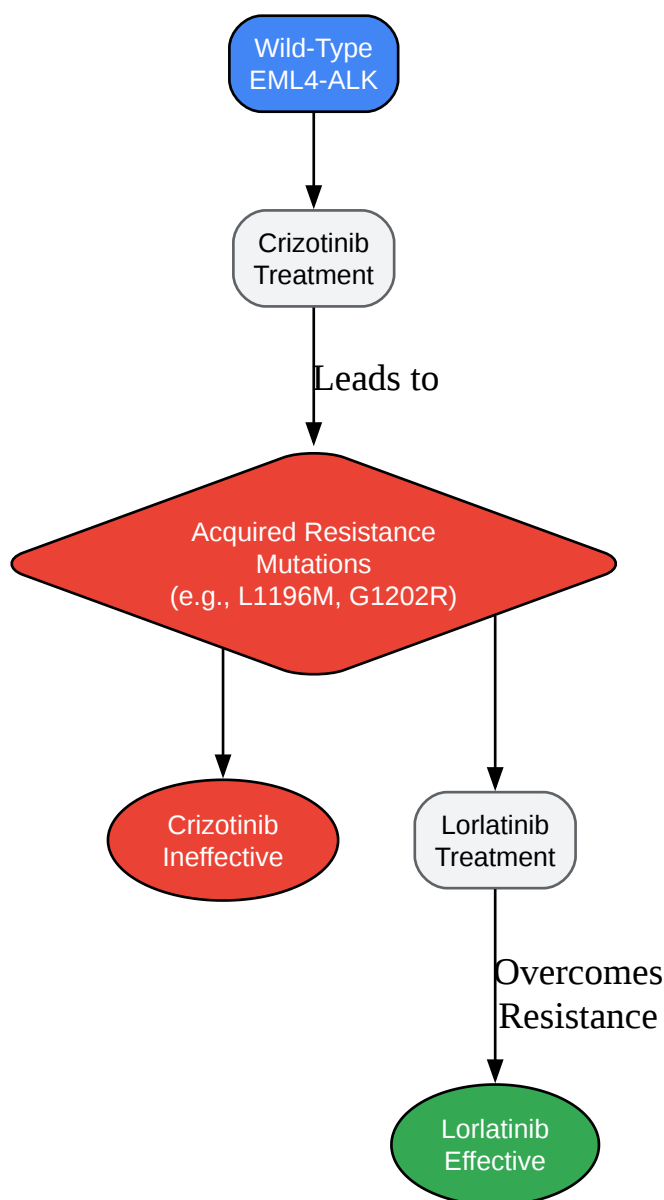 Wild-Type
EML4-ALK
Crizotinib
Treatment
Leads to
Acquired Resistance
Mutations
(e.g., L1196M, G1202R)
Crizotinib
Ineffective
Lorlatinib
Treatment
Overcomes
Resistance
Lorlatinib
Effective